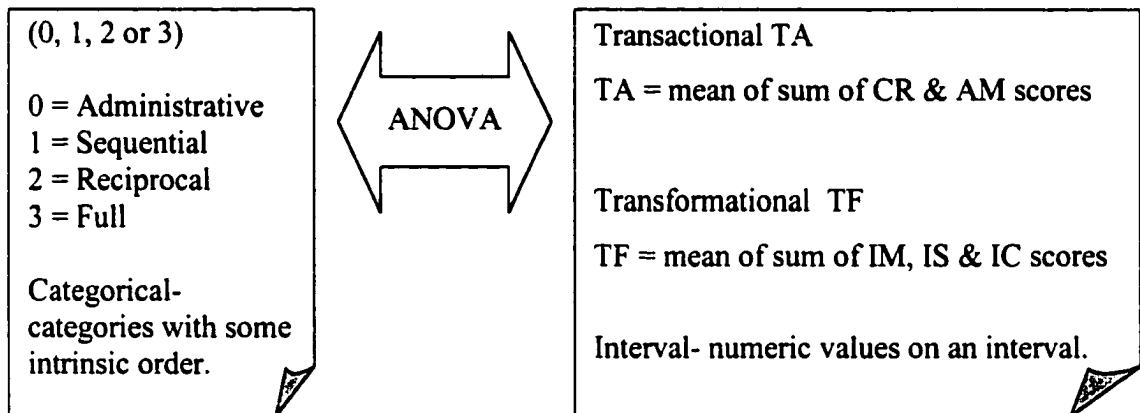 (0, 1, 2 or 3)
0 = Administrative
1 = Sequential
2 = Reciprocal
3 = Full
Categorical-
categories with some
intrinsic order.
ANOVA
Transactional TA
TA = mean of sum of CR & AM scores
Transformational TF
TF = mean of sum of IM, IS & IC scores
Interval- numeric values on an interval.